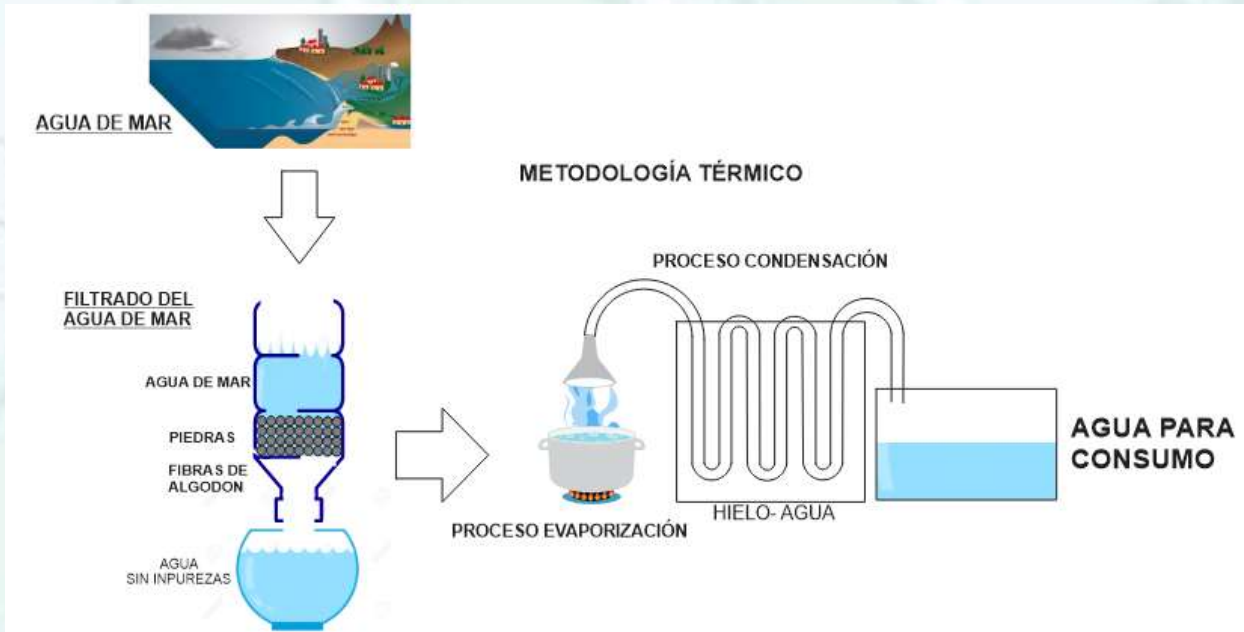 AGUA DE MAR
METODOLOGÍA TÉRMICO
PROCESO CONDENSACIÓN
FILTRADO DEL
AGUA DE MAR
AGUA DE MAR
PIEDRAS
FIBRAS DE
ALGODON
AGUA PARA
CONSUMO
HIELO- AGUA
PROCESO EVAPORIZACIÓN
AGUA
SIN INPUREZAS